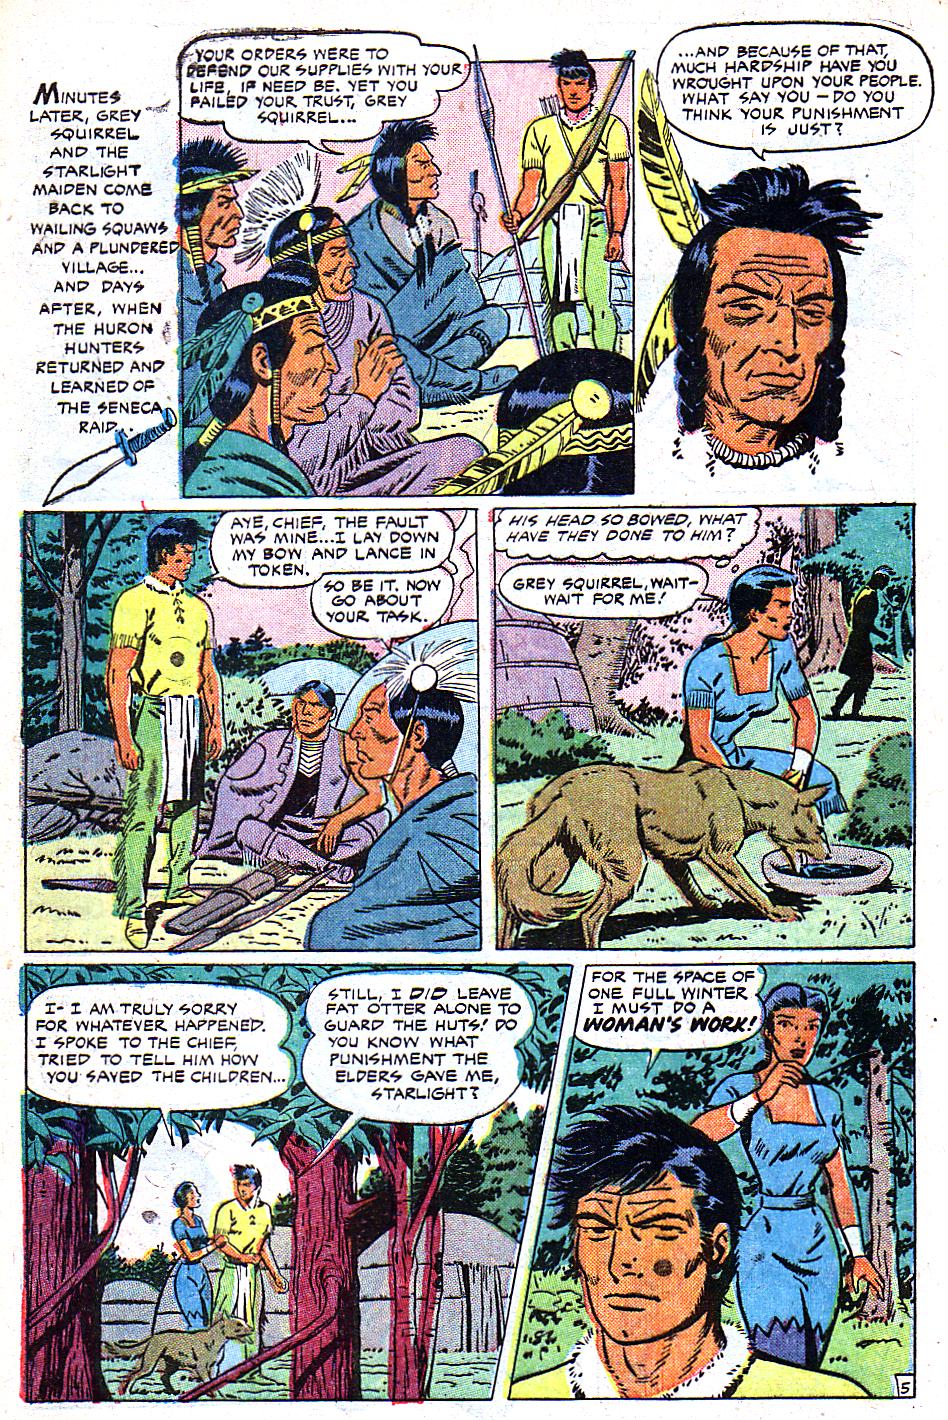 MINUTES
LATER, GREY
SQUIRREL
AND THE
STARLIGHT
MAIDEN COME
BACK TO
WAILING SQUAWS
AND A PLUNDERED
VILLAGE...
AND DAYS
AFTER, WHEN
THE HURON
HUNTERS
RETURNED AND
LEARNED OF
THE SENECA
RAID...
YOUR ORDERS WERE TO
DEFEND OUR SUPPLIES WITH YOUR
LIFE, IF NEED BE. YET YOU
FAILED YOUR TRUST, GREY
SQUIRREL...
...AND BECAUSE OF THAT,
MUCH HARDSHIP HAVE YOU
WROUGHT UPON YOUR PEOPLE.
WHAT SAY YOU - DO YOU
THINK YOUR PUNISHMENT
IS JUST?
AYE, CHIEF, THE FAULT
WAS MINE...I LAY DOWN
MY BOW AND LANCE IN
TOKEN.
SO BE IT. NOW
GO ABOUT
YOUR TASK.
HIS HEAD SO BOWED, WHAT
HAVE THEY DONE TO HIM?
GREY SQUIRREL, WAIT-
WAIT FOR ME!
I- I AM TRULY SORRY
FOR WHATEVER HAPPENED.
I SPOKE TO THE CHIEF,
TRIED TO TELL HIM HOW
YOU SAVED THE CHILDREN...
STILL, I DID LEAVE
FAT OTTER ALONE TO
GUARD THE HUTS! DO
YOU KNOW WHAT
PUNISHMENT THE
ELDERS GAVE ME,
STARLIGHT?
FOR THE SPACE OF
ONE FULL WINTER
I MUST DO A
WOMAN'S WORK!
5